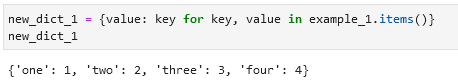 new_dict_1 = {value: key for key, value in example_1.items()}
new_dict_1
{'one': 1, 'two': 2, 'three': 3, 'four': 4}